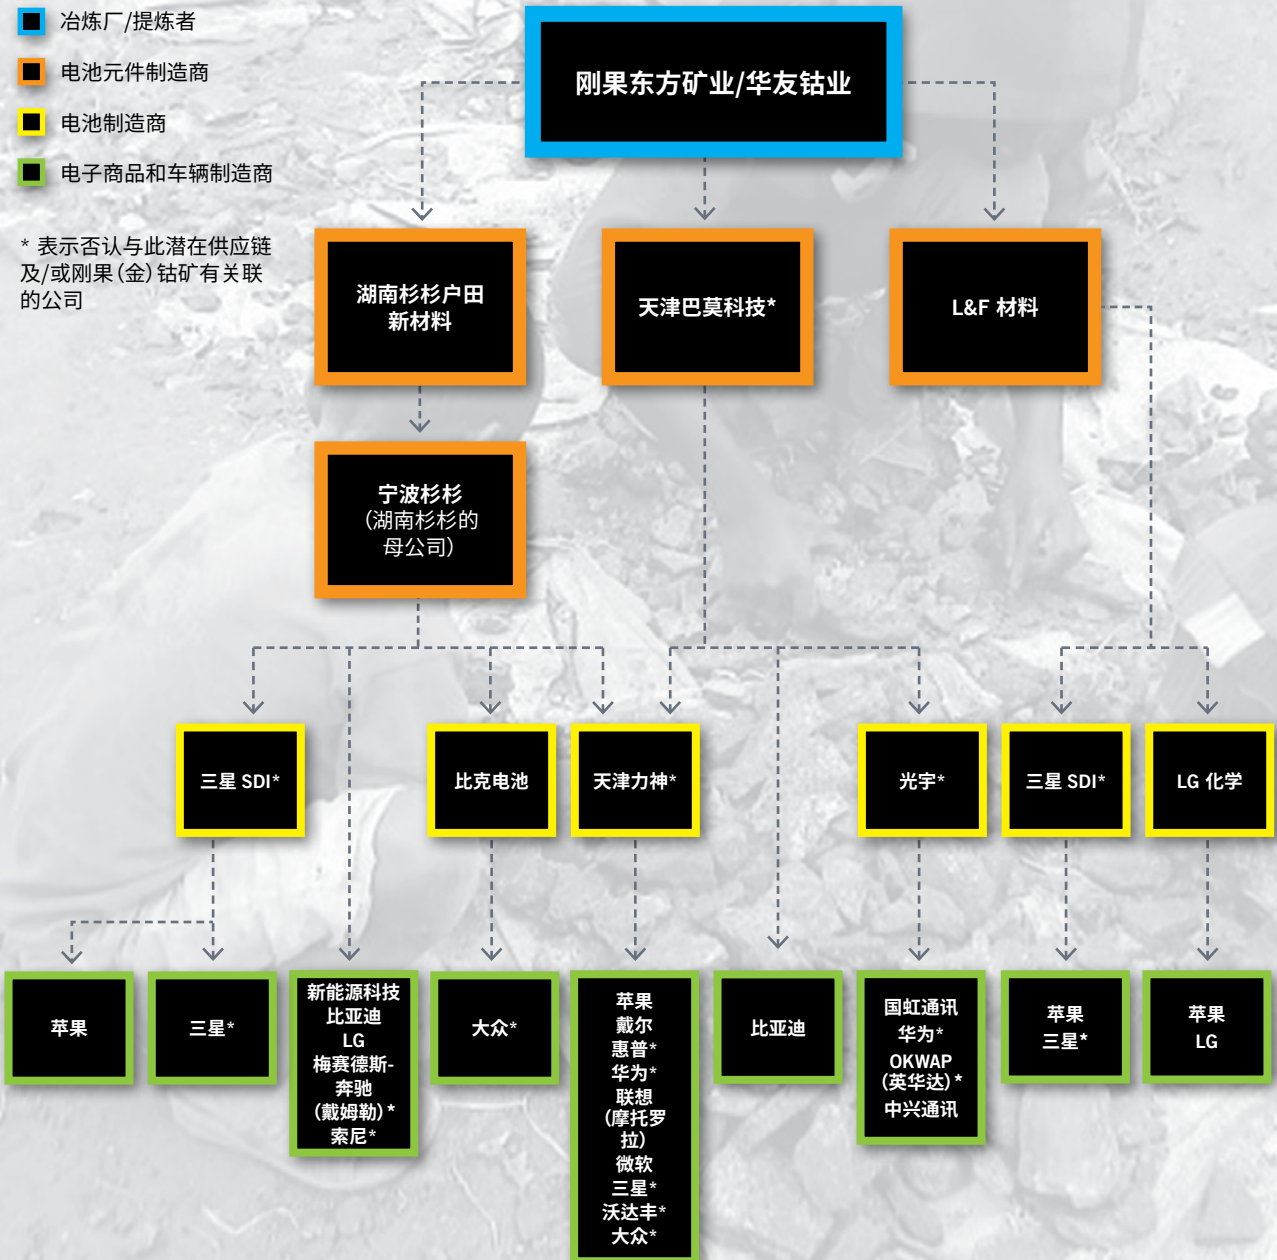 冶炼厂/提炼者
电池元件制造商
电池制造商
电子商品和车辆制造商
* 表示否认与此潜在供应链
及/或刚果(金)钴矿有关联
的公司
刚果东方矿业/华友钴业
湖南杉杉户田
新材料
天津巴莫科技*
L&F 材料
宁波杉杉
(湖南杉杉的
母公司)
三星 SDI*
比克电池
天津力神*
光宇*
三星 SDI*
LG 化学
苹果
三星*
新能源科技
比亚迪
LG
梅赛德斯-
奔驰
(戴姆勒)*
索尼*
大众*
苹果
戴尔
惠普*
华为*
联想
(摩托罗
拉)
微软
三星*
沃达丰*
大众*
比亚迪
国虹通讯
华为*
OKWAP
(英华达)*
中兴通讯
苹果
三星*
苹果
LG